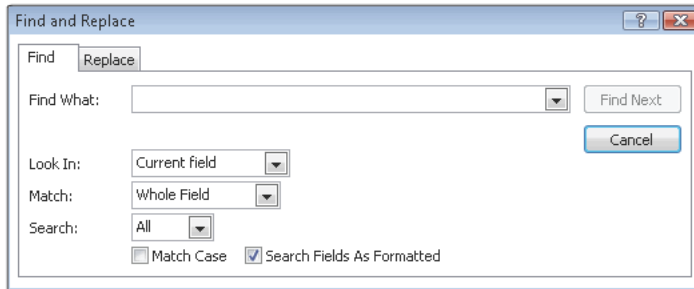 Find and Replace
Find Replace
Find What: Find Next
Cancel
Look In: Current field
Match: Whole Field
Search: All
Match Case Search Fields As Formatted